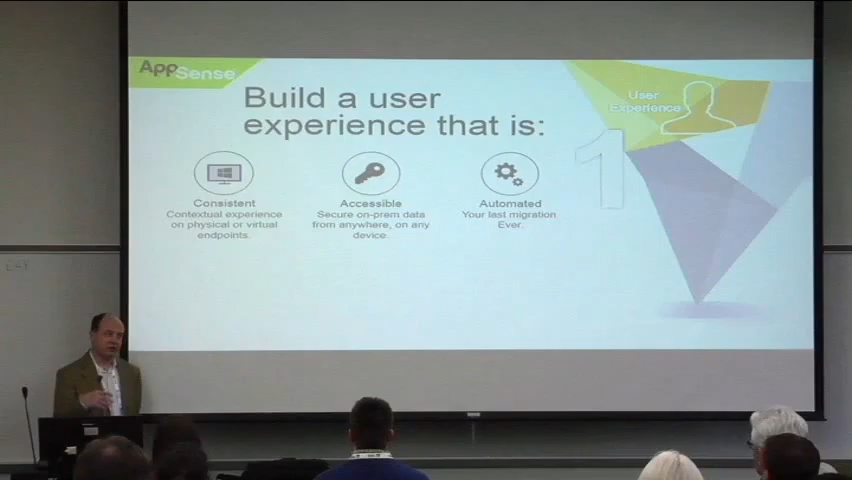 AppSense
Build a user
experience that is:
User
Experience
1
Consistent
Contextual experience
on physical or virtual
endpoints.
Accessible
Secure on-prem data
from anywhere, on any
device.
Automated
Your last migration
Ever.